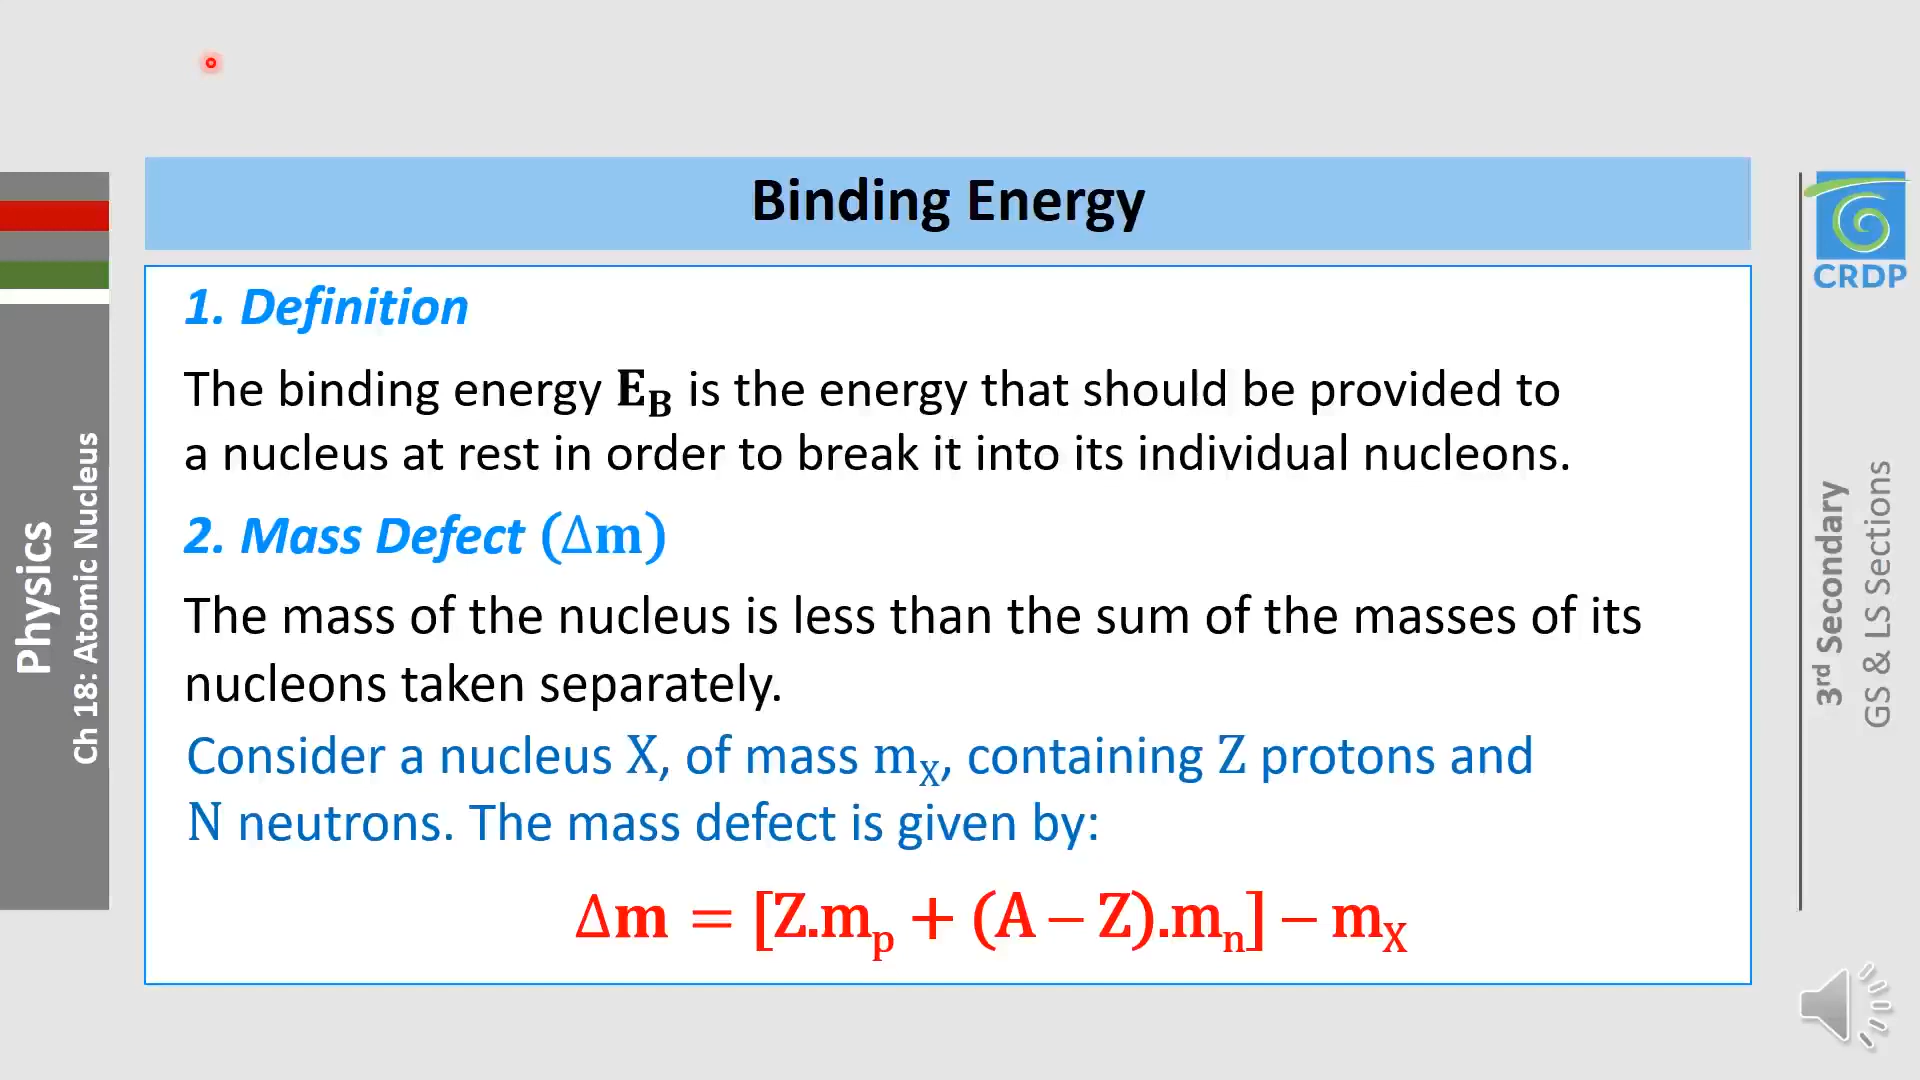 Binding Energy
1. Definition
The binding energy E_B is the energy that should be provided to
a nucleus at rest in order to break it into its individual nucleons.
2. Mass Defect (Δm)
The mass of the nucleus is less than the sum of the masses of its
nucleons taken separately.
Consider a nucleus X, of mass m_X, containing Z protons and
N neutrons. The mass defect is given by:
Δm = [Z.m_p + (A − Z).m_n] − m_X
Physics
Ch 18: Atomic Nucleus
CRDP
3rd Secondary
GS & LS Sections